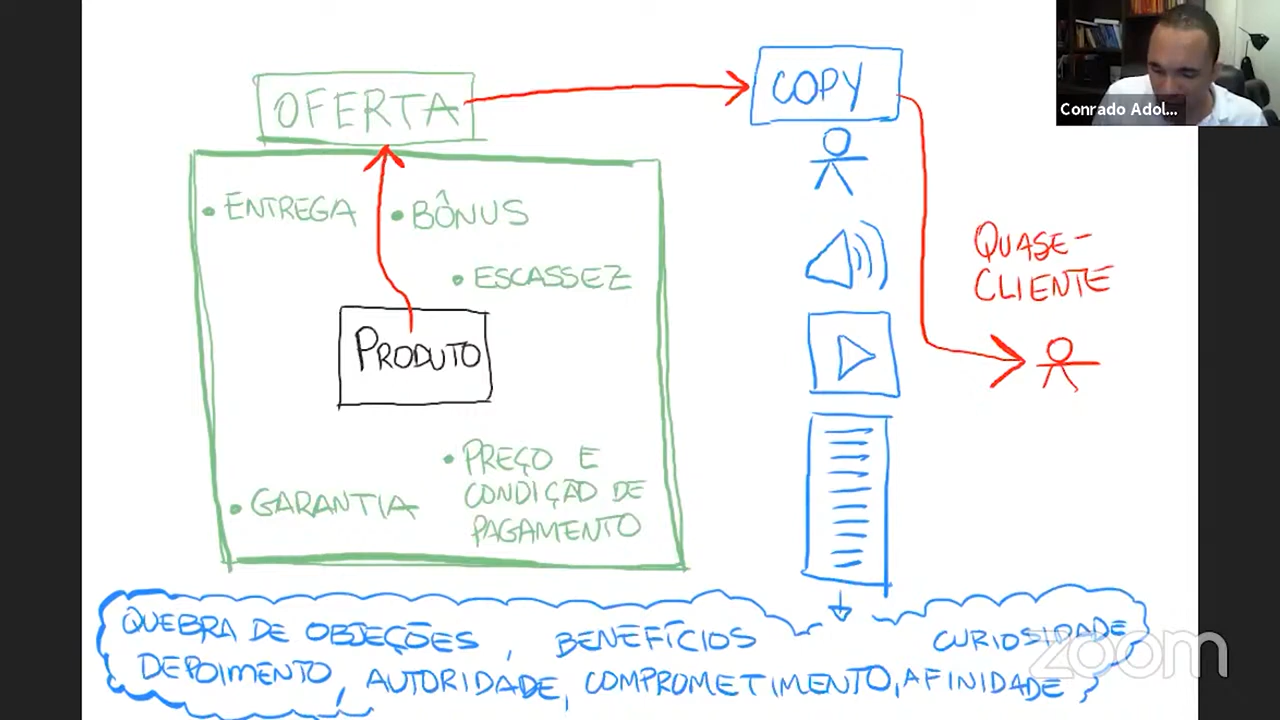 OFERTA
COPY
Conrado Adol...
• ENTREGA
• BÔNUS
• ESCASSEZ
PRODUTO
• GARANTIA
• PREÇO E
CONDIÇÃO DE
PAGAMENTO
QUASE-
CLIENTE
QUEBRA DE OBJEÇÕES, BENEFÍCIOS CURIOSIDADE
DEPOIMENTO, AUTORIDADE, COMPROMETIMENTO, AFINIDADE,
zoom